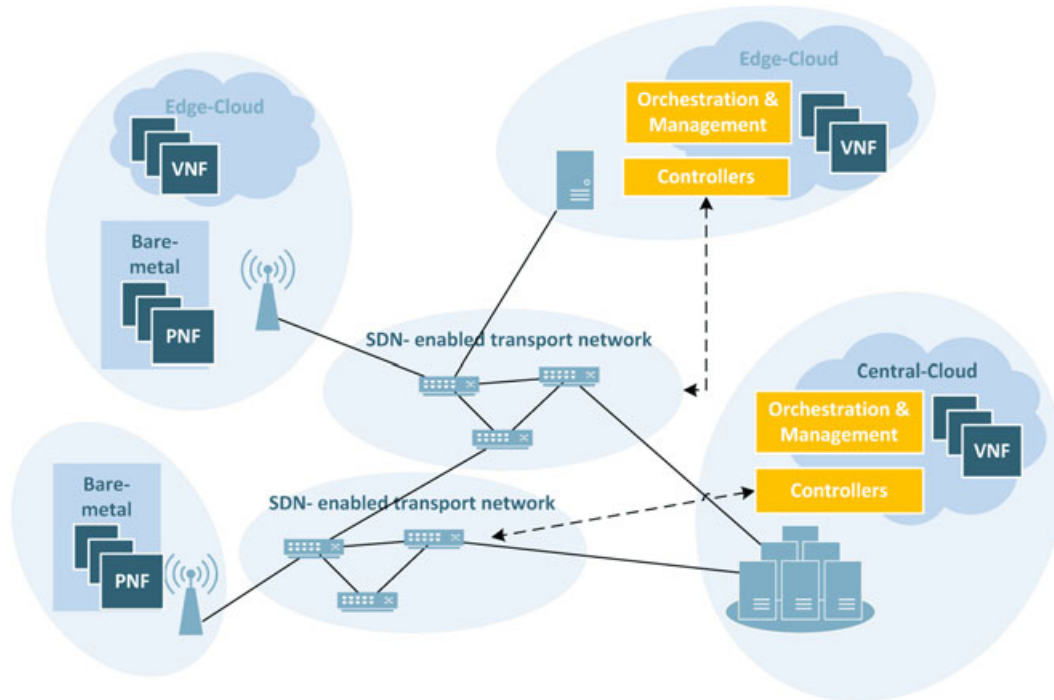 Edge-Cloud
VNF
Bare-
metal
PNF
Edge-Cloud
Orchestration &
Management
VNF
Controllers
SDN- enabled transport network
Central-Cloud
Orchestration &
Management
VNF
Controllers
SDN- enabled transport network
Bare-
metal
PNF